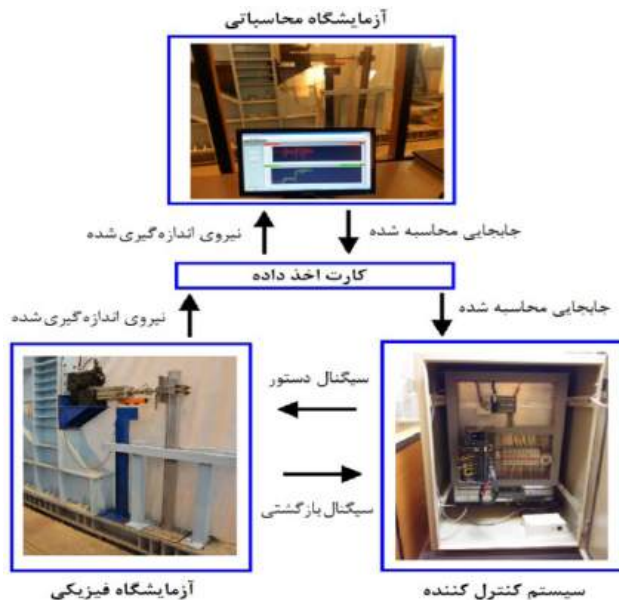 آزمایشگاه محاسباتی
نیروی اندازه‌گیری شده
جابجایی محاسبه شده
کارت اخذ داده
نیروی اندازه‌گیری شده
جابجایی محاسبه شده
سیگنال دستور
سیگنال بازگشتی
آزمایشگاه فیزیکی
سیستم کنترل کننده